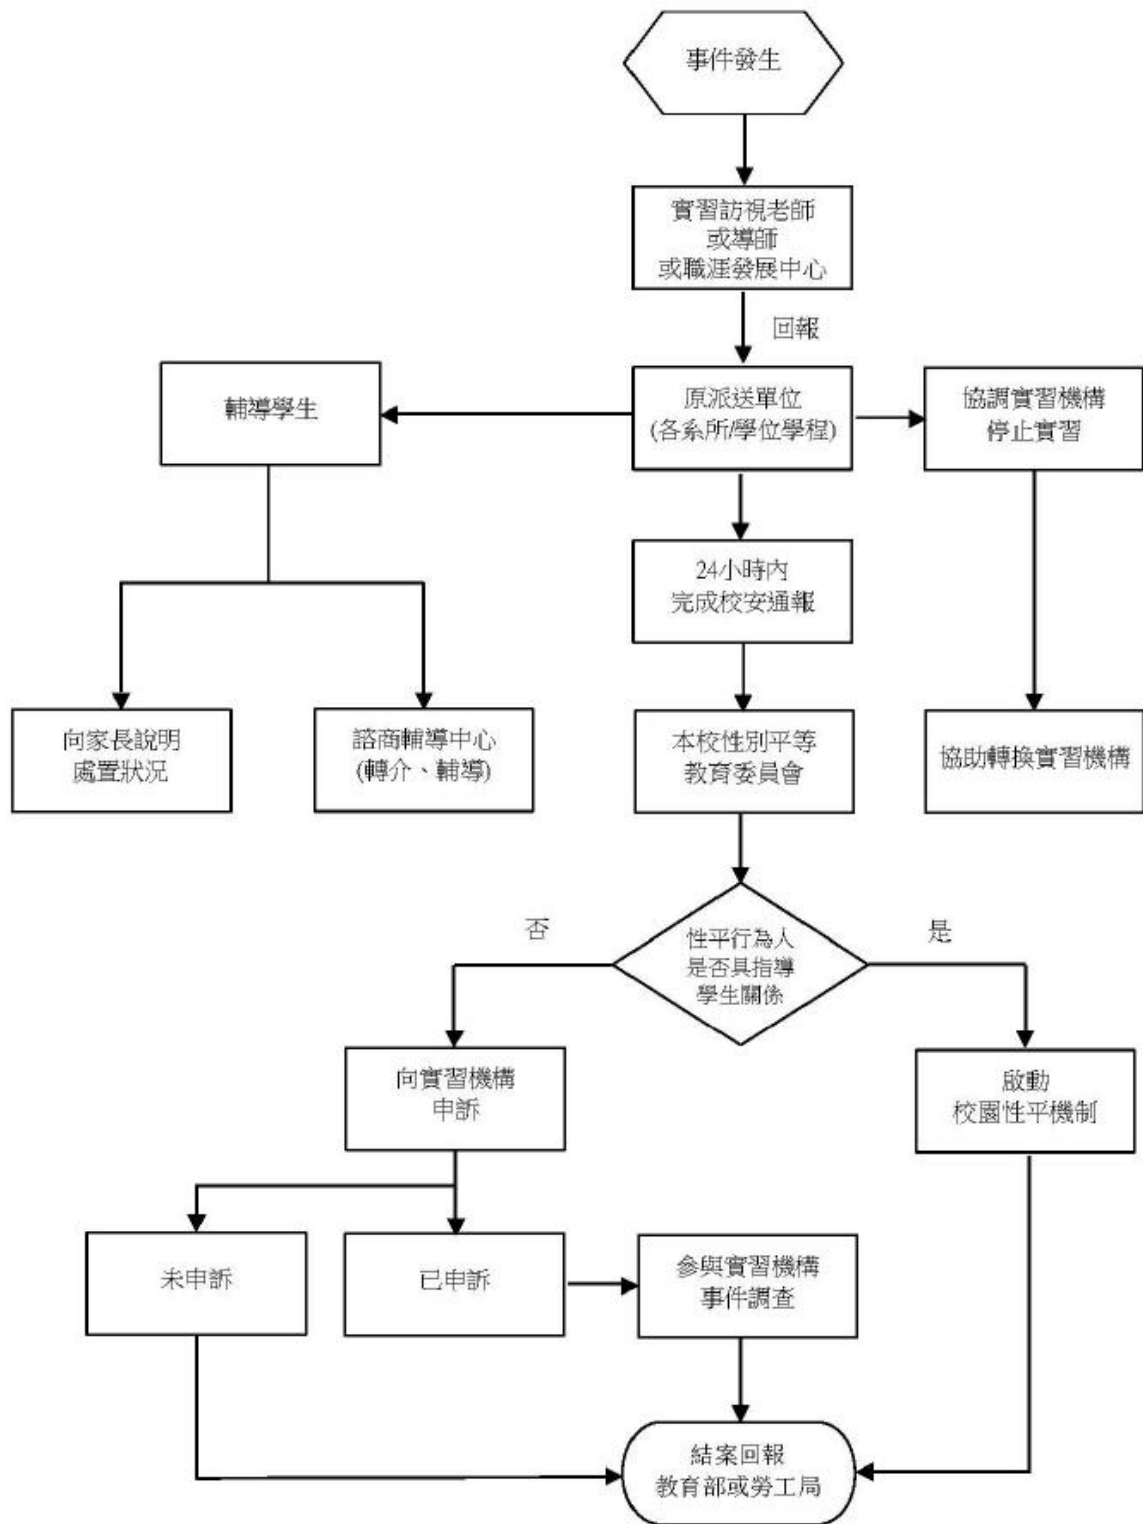 事件發生
實習訪視老師
或導師
或職涯發展中心
回報
輔導學生
原派送單位
(各系所/學位學程)
協調實習機構
停止實習
24小時內
完成校安通報
向家長說明
處置狀況
諮商輔導中心
(轉介、輔導)
本校性別平等
教育委員會
協助轉換實習機構
否
性平行為人
是否具指導
學生關係
是
向實習機構
申訴
啟動
校園性平機制
未申訴
已申訴
參與實習機構
事件調查
結案回報
教育部或勞工局